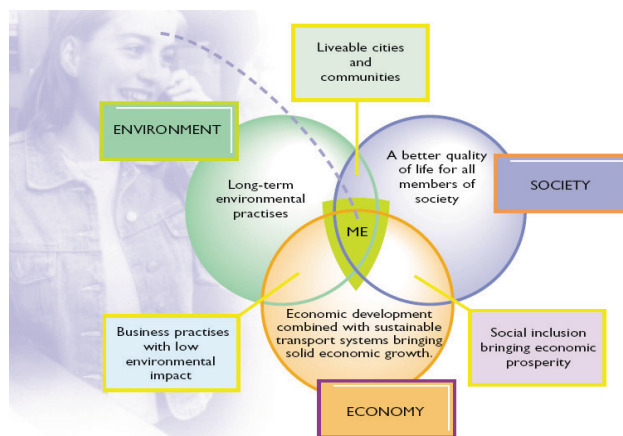 Liveable cities
and
communities
ENVIRONMENT
A better quality
of life for all
members of
society
SOCIETY
Long-term
environmental
practises
ME
Economic development
combined with sustainable
transport systems bringing
solid economic growth.
Business practises
with low
environmental
impact
Social inclusion
bringing economic
prosperity
ECONOMY